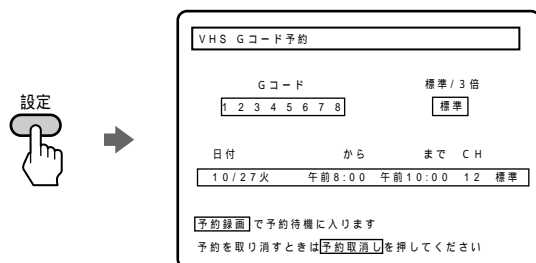 設定
VHS Gコード予約
Gコード 標準/3倍
1 2 3 4 5 6 7 8 標準
日付 から まで CH
10/27火 午前8:00 午前10:00 12 標準
予約録画 で予約待機に入ります
予約を取り消すときは予約取消しを押してください